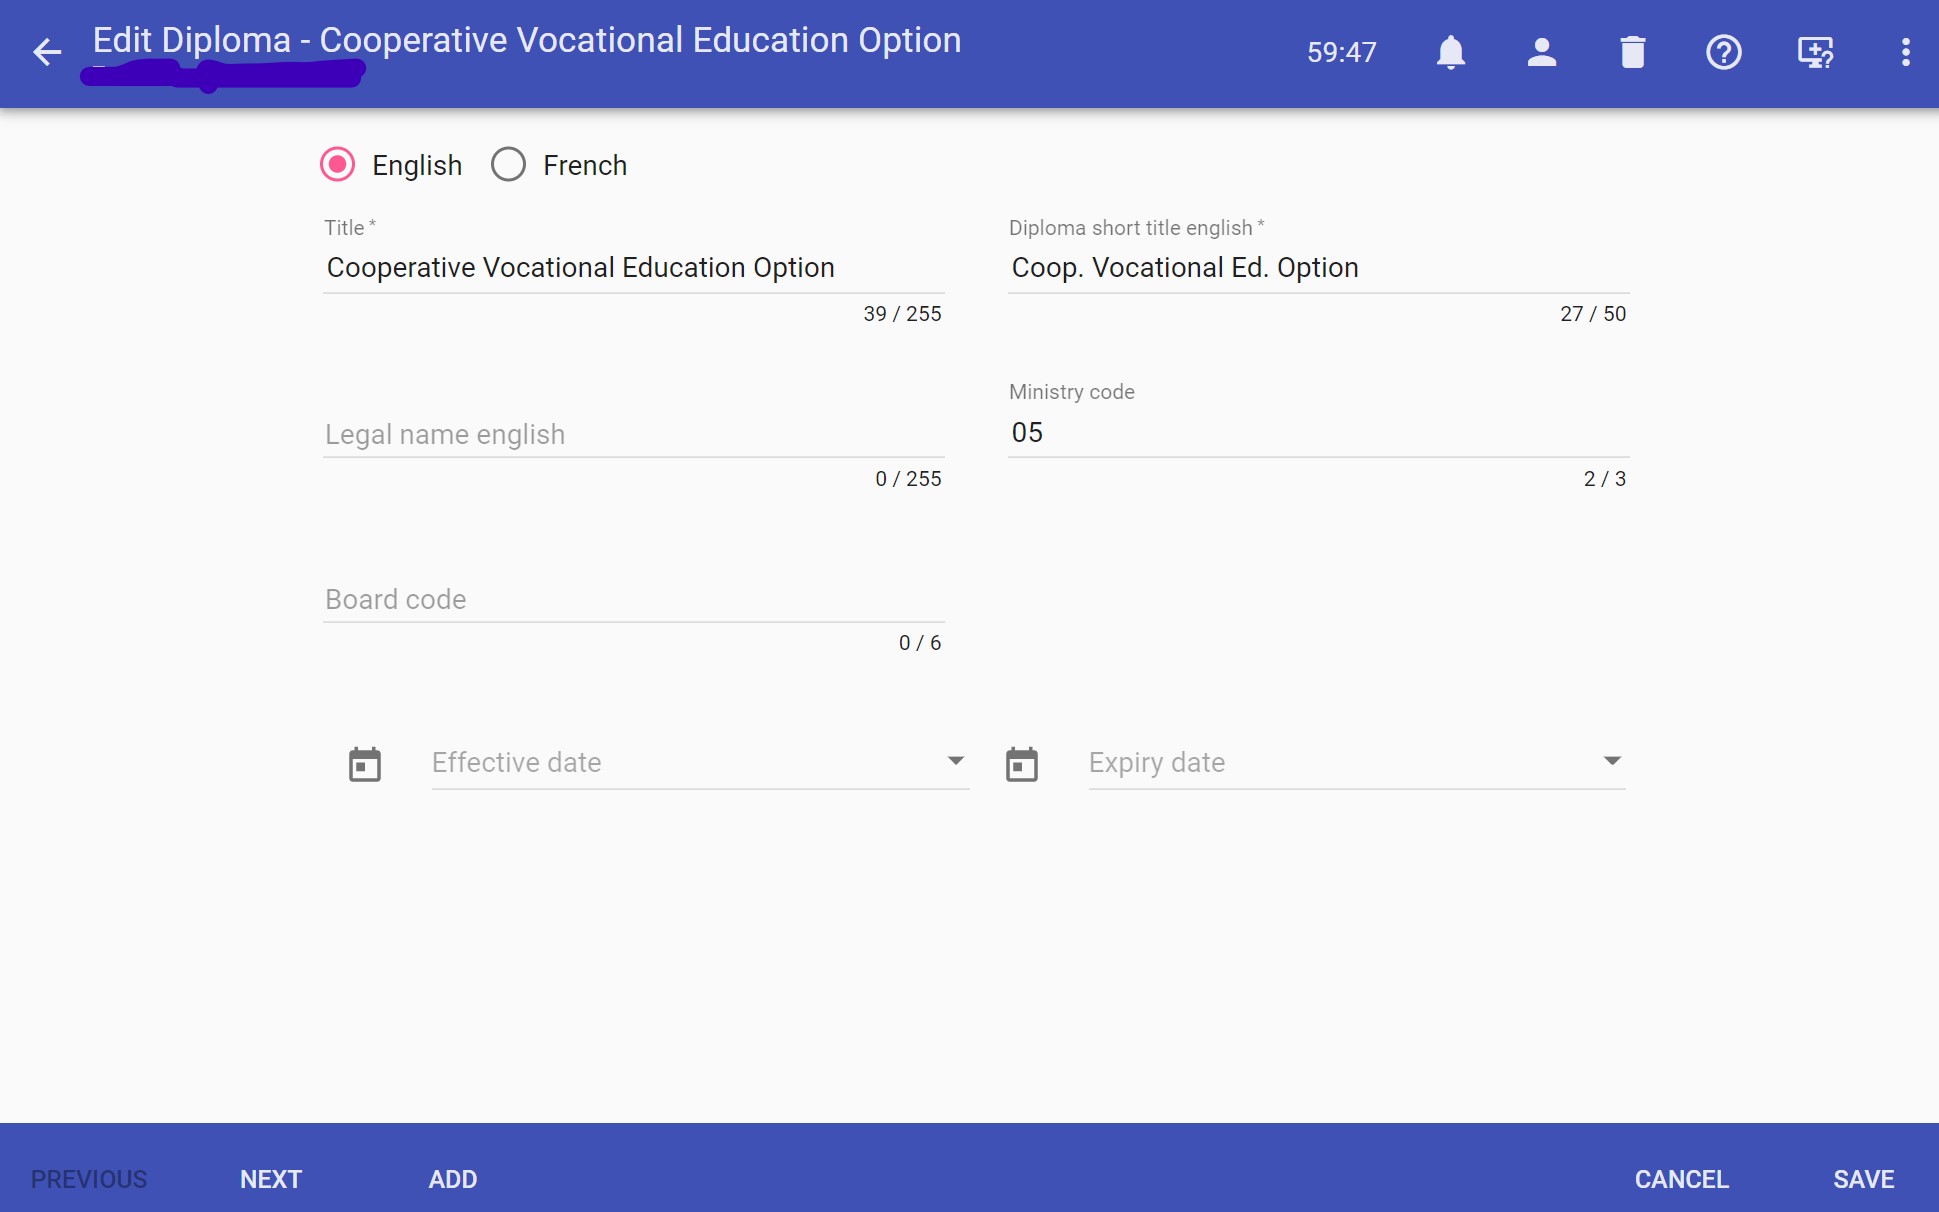 Edit Diploma - Cooperative Vocational Education Option
59:47
English
French
Title *
Diploma short title english *
Cooperative Vocational Education Option
Coop. Vocational Ed. Option
39 / 255
27 / 50
Ministry code
Legal name english
05
0 / 255
2 / 3
Board code
0 / 6
Effective date
Expiry date
PREVIOUS
NEXT
ADD
CANCEL
SAVE